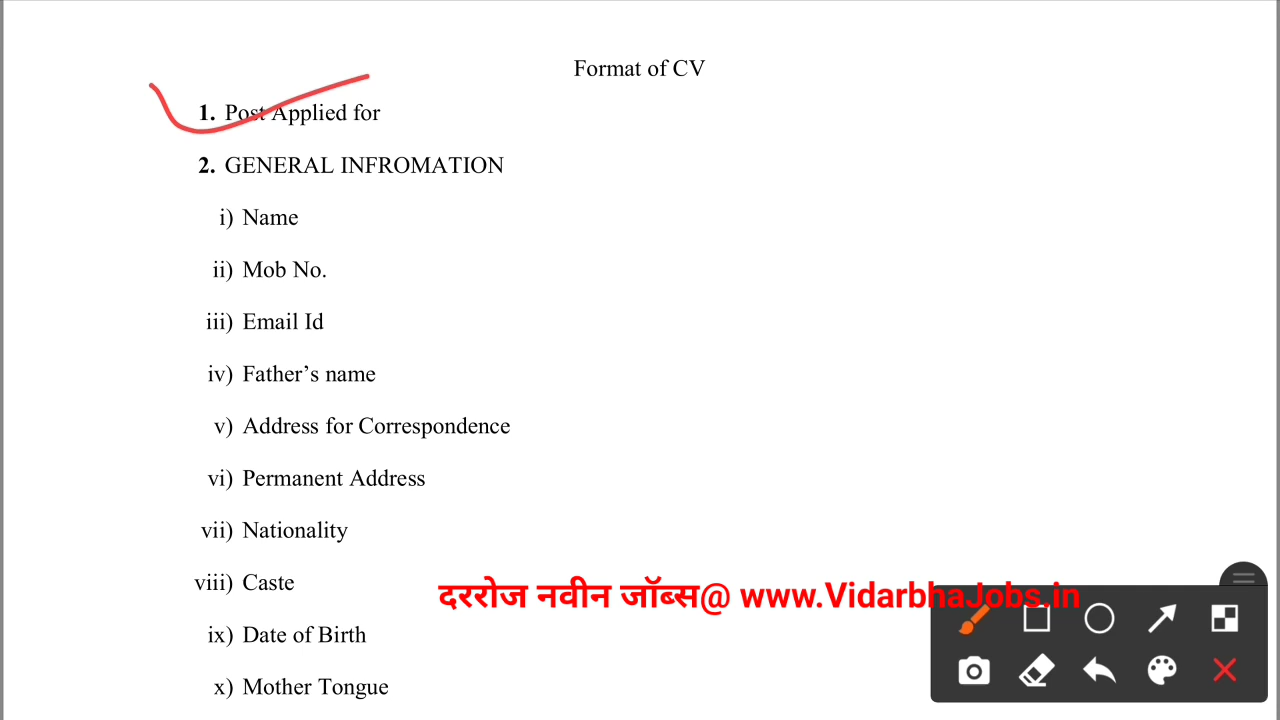 Format of CV
1. Post Applied for
2. GENERAL INFROMATION
i) Name
ii) Mob No.
iii) Email Id
iv) Father’s name
v) Address for Correspondence
vi) Permanent Address
vii) Nationality
viii) Caste
दररोज नवीन जॉब्स@ www.VidarbhaJobs.in
ix) Date of Birth
x) Mother Tongue